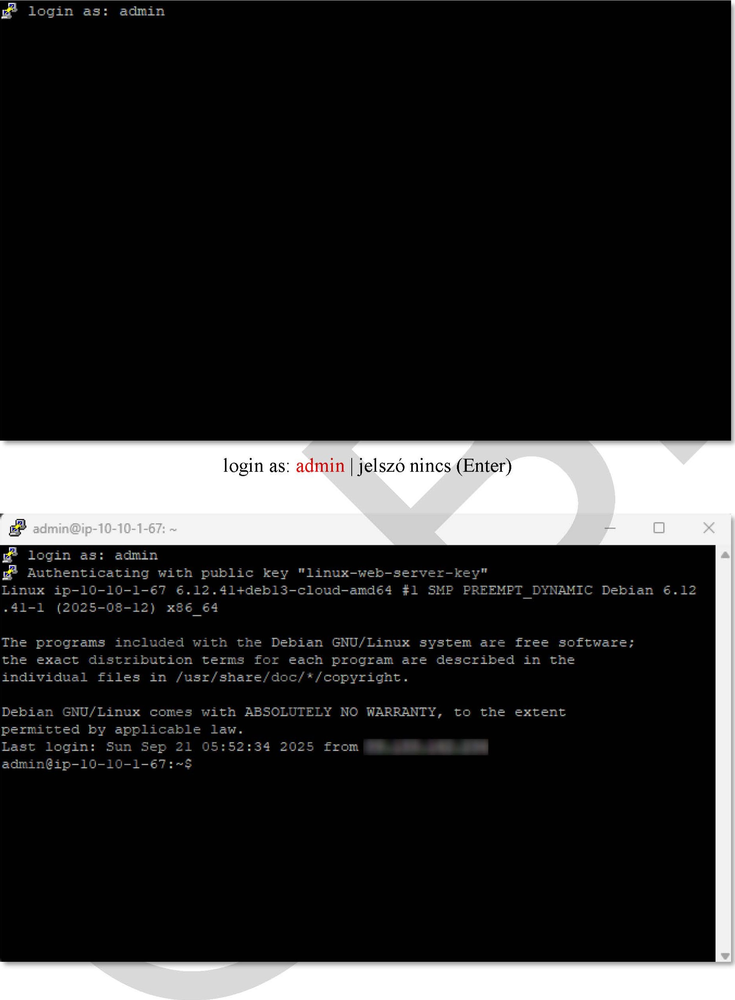 login as: admin
login as: admin | jelszó nincs (Enter)
admin@ip-10-10-1-67: ~
login as: admin
Authenticating with public key "linux-web-server-key"
Linux ip-10-10-1-67 6.12.41+deb13-cloud-amd64 #1 SMP PREEMPT_DYNAMIC Debian 6.12
.41-1 (2025-08-12) x86_64
The programs included with the Debian GNU/Linux system are free software;
the exact distribution terms for each program are described in the
individual files in /usr/share/doc/*/copyright.
Debian GNU/Linux comes with ABSOLUTELY NO WARRANTY, to the extent
permitted by applicable law.
Last login: Sun Sep 21 05:52:34 2025 from
admin@ip-10-10-1-67:~$